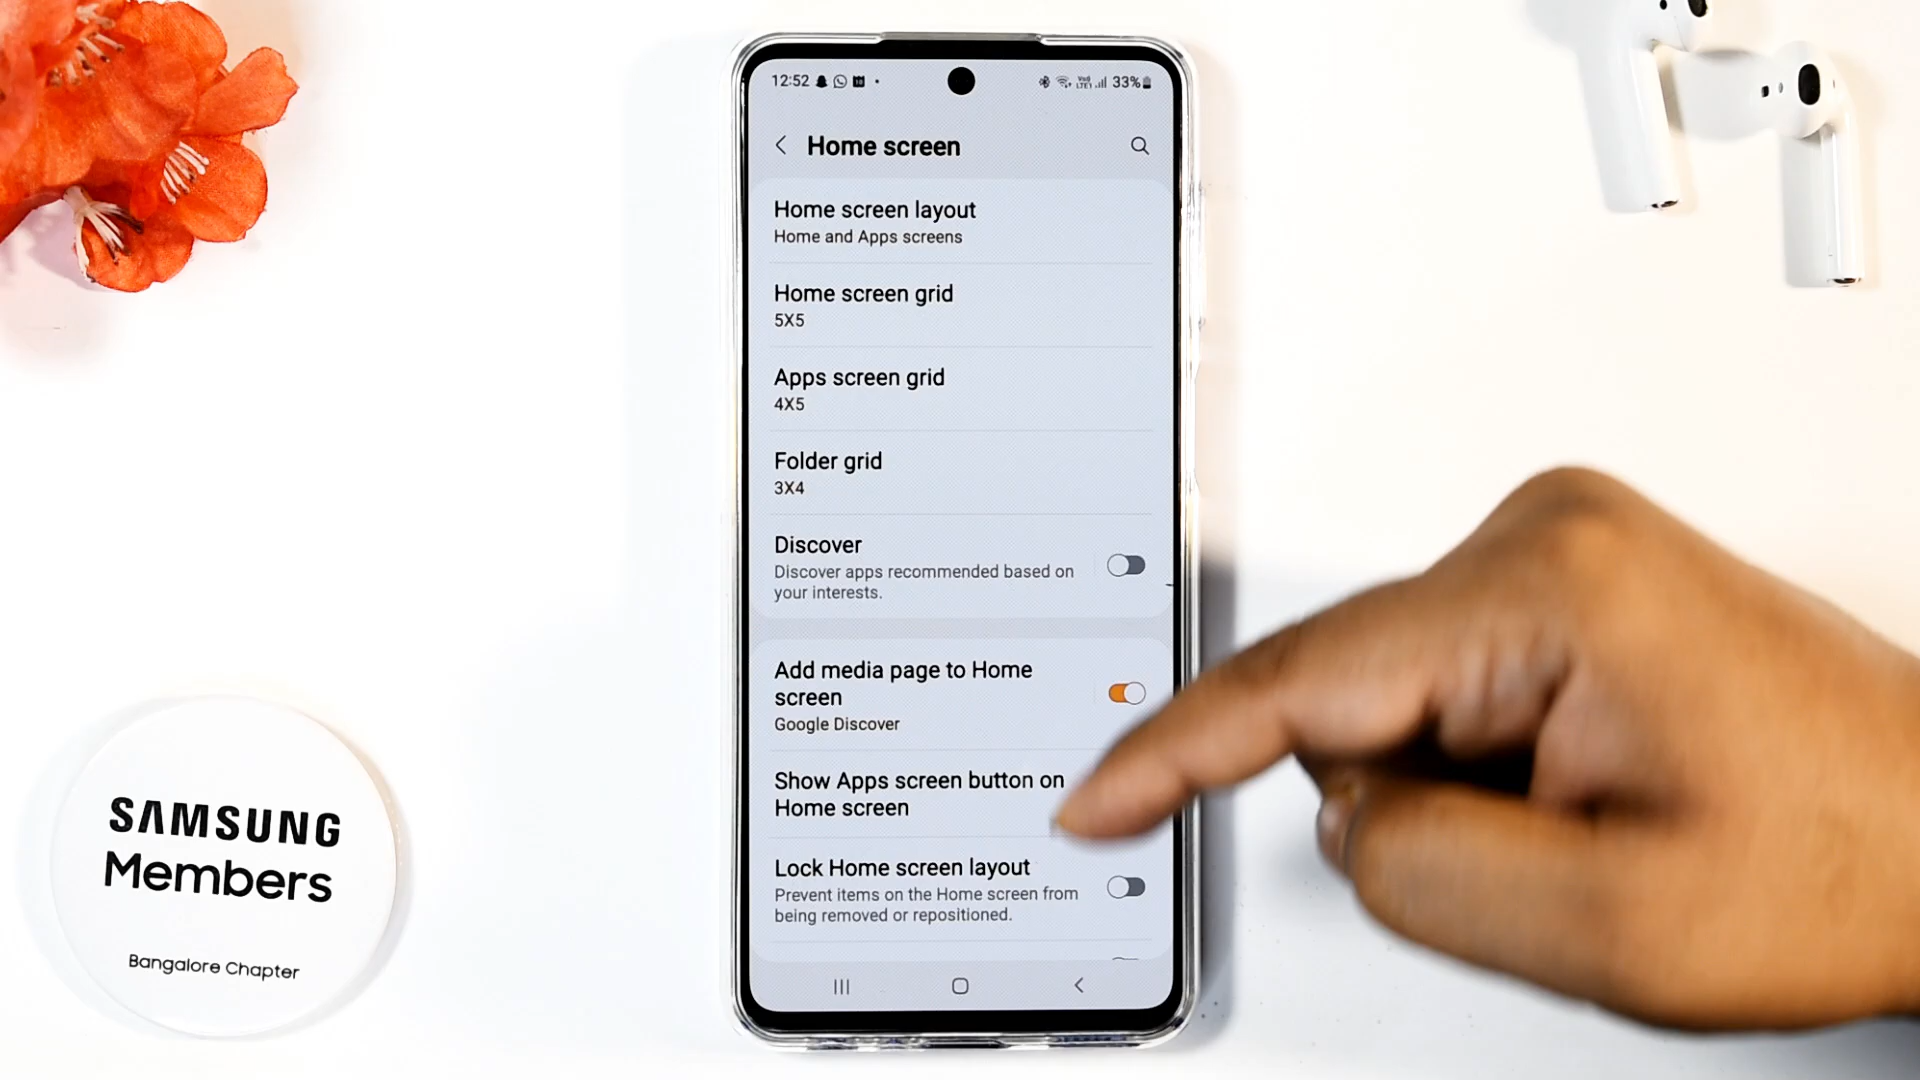 12:52
33%
Home screen
Home screen layout
Home and Apps screens
Home screen grid
5X5
Apps screen grid
4X5
Folder grid
3X4
Discover
Discover apps recommended based on
your interests.
Add media page to Home
screen
Google Discover
Show Apps screen button on
Home screen
Lock Home screen layout
Prevent items on the Home screen from
being removed or repositioned.
SAMSUNG
Members
Bangalore Chapter